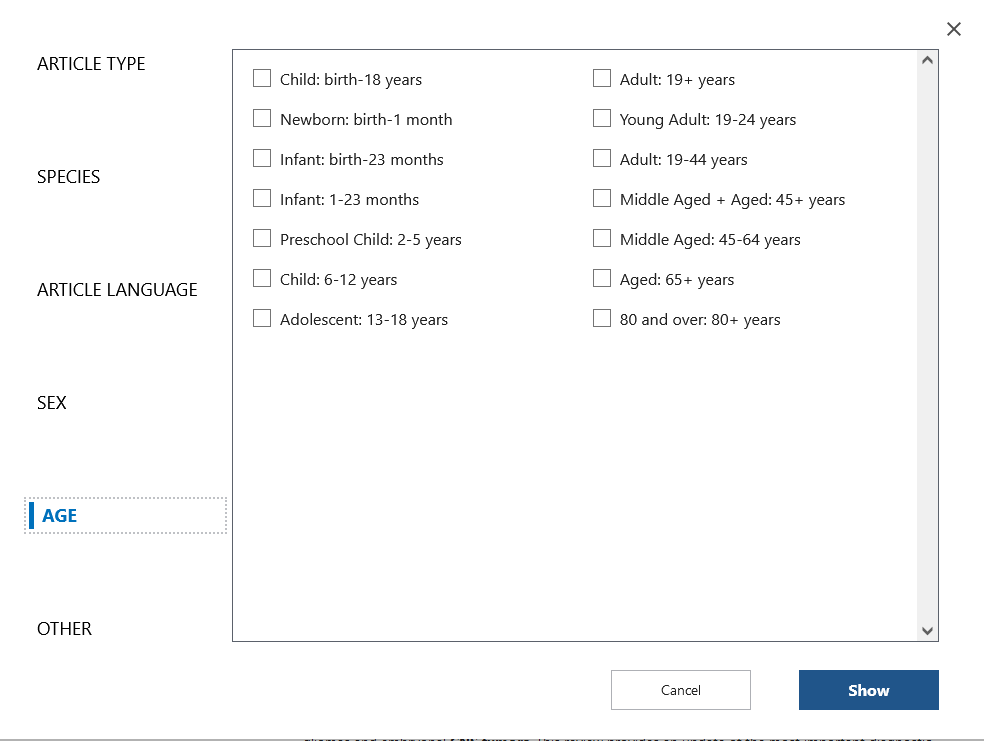 ARTICLE TYPE
SPECIES
ARTICLE LANGUAGE
SEX
AGE
OTHER
Child: birth-18 years
Newborn: birth-1 month
Infant: birth-23 months
Infant: 1-23 months
Preschool Child: 2-5 years
Child: 6-12 years
Adolescent: 13-18 years
Adult: 19+ years
Young Adult: 19-24 years
Adult: 19-44 years
Middle Aged + Aged: 45+ years
Middle Aged: 45-64 years
Aged: 65+ years
80 and over: 80+ years
Cancel
Show